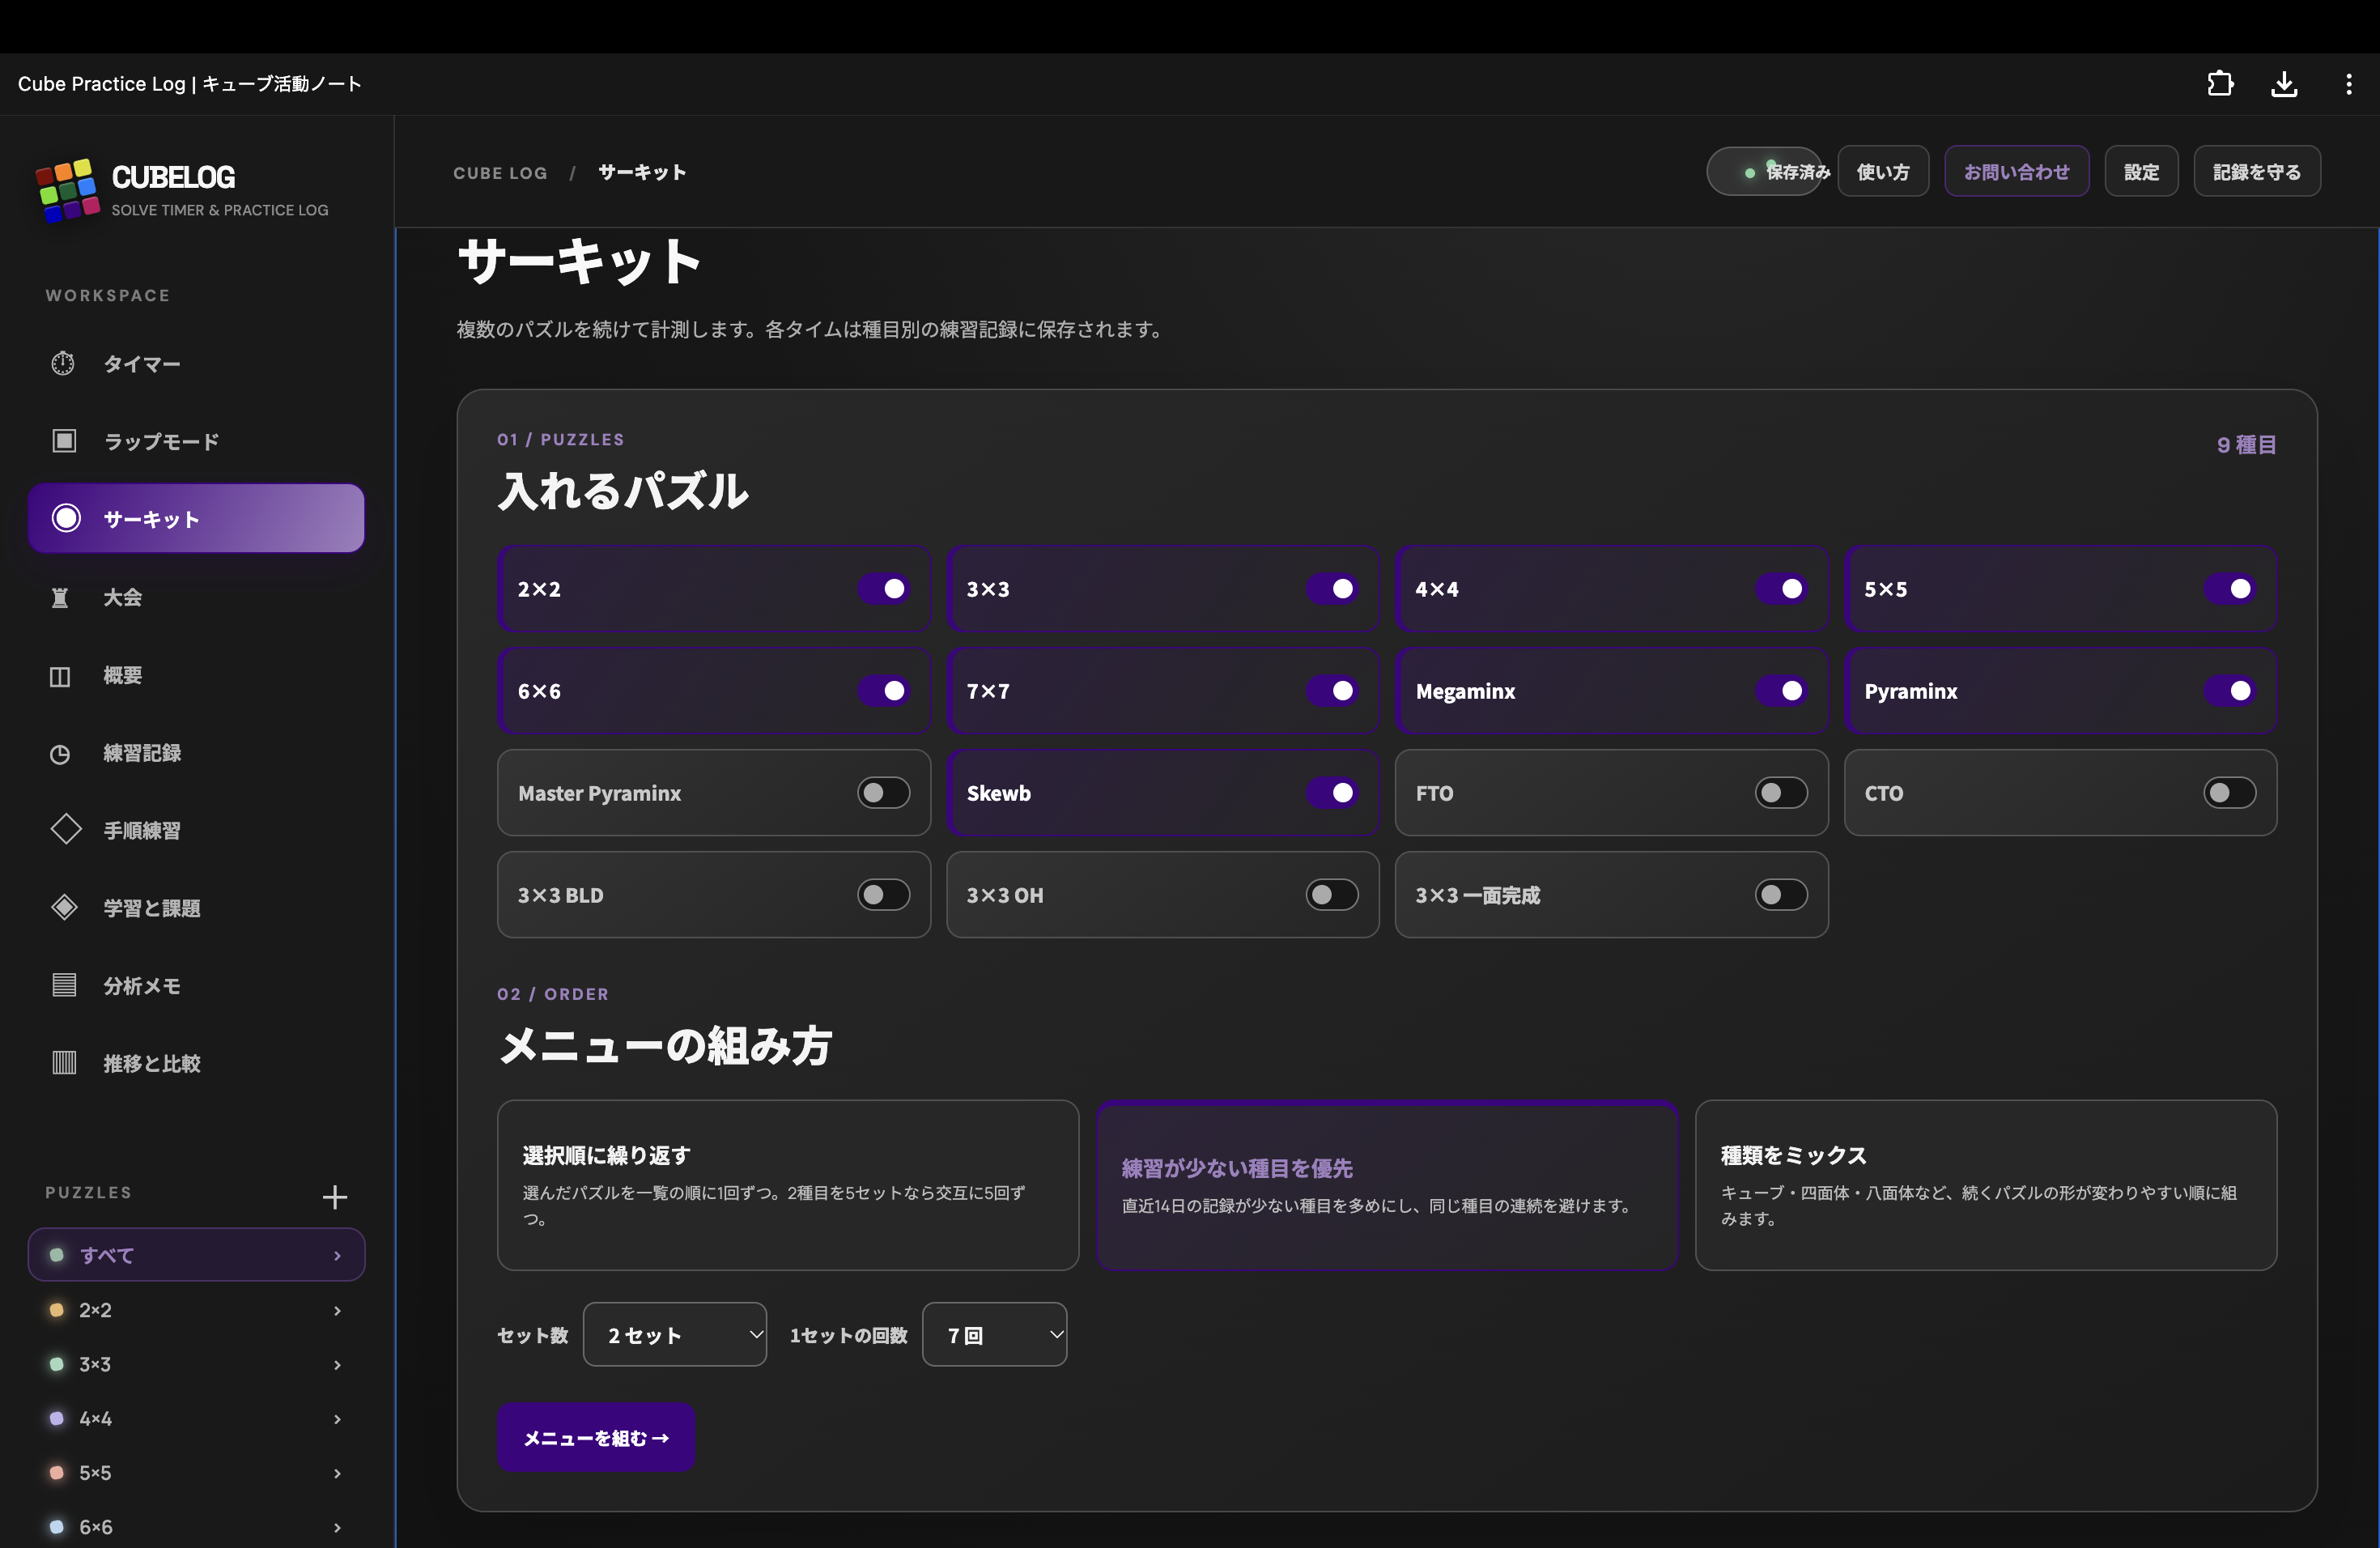 Cube Practice Log | キューブ活動ノート
CUBELOG
SOLVE TIMER & PRACTICE LOG
WORKSPACE
タイマー
ラップモード
サーキット
大会
概要
練習記録
手順練習
学習と課題
分析メモ
推移と比較
PUZZLES
すべて
2×2
3×3
4×4
5×5
6×6
CUBE LOG / サーキット
保存済み
使い方
お問い合わせ
設定
記録を守る
サーキット
複数のパズルを続けて計測します。各タイムは種目別の練習記録に保存されます。
01 / PUZZLES
9 種目
入れるパズル
2×2
3×3
4×4
5×5
6×6
7×7
Megaminx
Pyraminx
Master Pyraminx
Skewb
FTO
CTO
3×3 BLD
3×3 OH
3×3 一面完成
02 / ORDER
メニューの組み方
選択順に繰り返す
選んだパズルを一覧の順に1回ずつ。2種目を5セットなら交互に5回ず
つ。
練習が少ない種目を優先
直近14日の記録が少ない種目を多めにし、同じ種目の連続を避けます。
種類をミックス
キューブ・四面体・八面体など、続くパズルの形が変わりやすい順に組
みます。
セット数
2 セット
1セットの回数
7 回
メニューを組む →